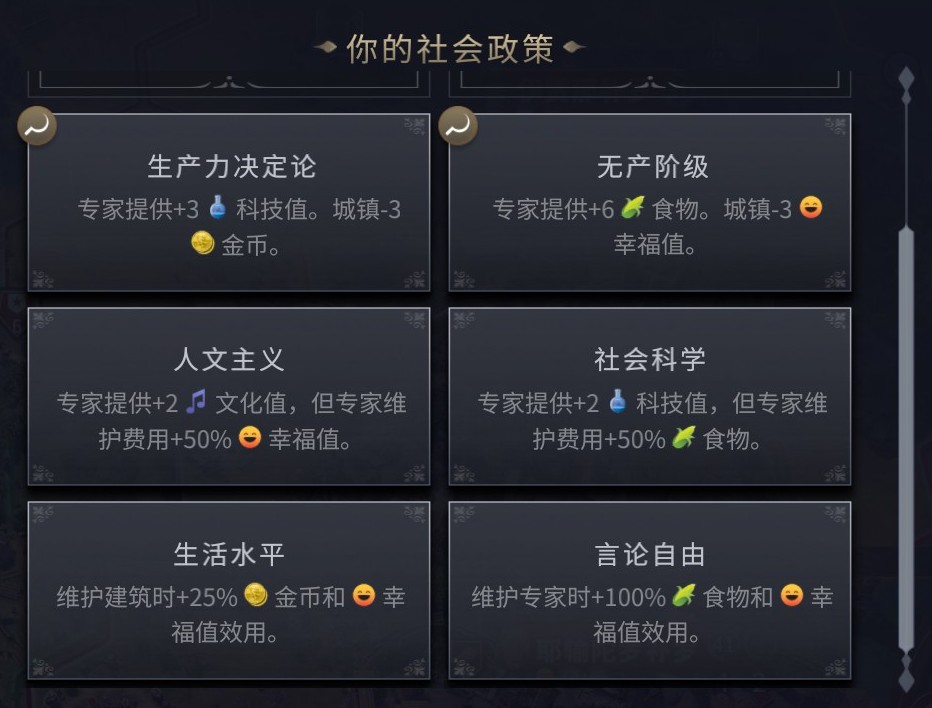 你的社会政策
生产力决定论
专家提供+3 科技值。城镇-3
金币。
无产阶级
专家提供+6 食物。城镇-3
幸福值。
人文主义
专家提供+2 文化值，但专家维
护费用+50% 幸福值。
社会科学
专家提供+2 科技值，但专家维
护费用+50% 食物。
生活水平
维护建筑时+25% 金币和 幸
福值效用。
言论自由
维护专家时+100% 食物和 幸
福值效用。